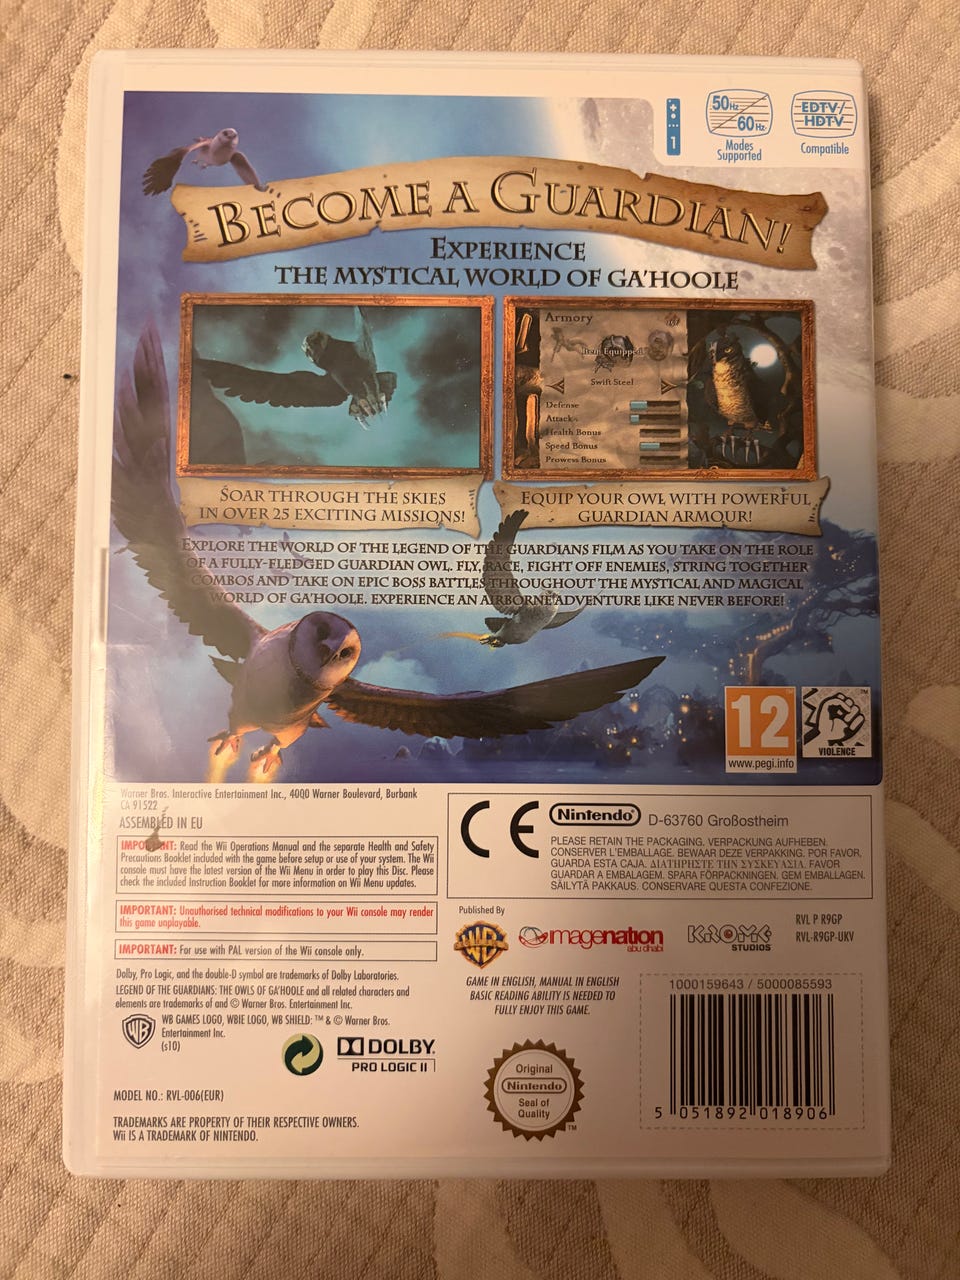 1
50Hz
60Hz
Modes
Supported
EDTV/
HDTV
Compatible
BECOME A GUARDIAN!
EXPERIENCE
THE MYSTICAL WORLD OF GA'HOOLE
Armory
Item Equipped
Swift Steel
Defense
Attack
Health Bonus
Speed Bonus
Prowess Bonus
SOAR THROUGH THE SKIES
IN OVER 25 EXCITING MISSIONS!
EQUIP YOUR OWL WITH POWERFUL
GUARDIAN ARMOUR!
EXPLORE THE WORLD OF THE LEGEND OF THE GUARDIANS FILM AS YOU TAKE ON THE ROLE
OF A FULLY-FLEDGED GUARDIAN OWL. FLY, RACE, FIGHT OFF ENEMIES, STRING TOGETHER
COMBOS AND TAKE ON EPIC BOSS BATTLES THROUGHOUT THE MYSTICAL AND MAGICAL
WORLD OF GA'HOOLE. EXPERIENCE AN AIRBORNE ADVENTURE LIKE NEVER BEFORE!
12
www.pegi.info
VIOLENCE
TM
Warner Bros. Interactive Entertainment Inc., 4000 Warner Boulevard, Burbank
CA 91522
ASSEMBLED IN EU
IMPORTANT: Read the Wii Operations Manual and the separate Health and Safety
Precautions Booklet included with the game before setup or use of your system. The Wii
console must have the latest version of the Wii Menu in order to play this Disc. Please
check the included Instruction Booklet for more information on Wii Menu updates.
IMPORTANT: Unauthorised technical modifications to your Wii console may render
this game unplayable.
IMPORTANT: For use with PAL version of the Wii console only.
Dolby, Pro Logic, and the double-D symbol are trademarks of Dolby Laboratories.
LEGEND OF THE GUARDIANS: THE OWLS OF GA'HOOLE and all related characters and
elements are trademarks of and © Warner Bros. Entertainment Inc.
WB GAMES LOGO, WBIE LOGO, WB SHIELD: ™ & © Warner Bros.
Entertainment Inc.
(s10)
DOLBY
PRO LOGIC II
MODEL NO.: RVL-006(EUR)
TRADEMARKS ARE PROPERTY OF THEIR RESPECTIVE OWNERS.
Wii IS A TRADEMARK OF NINTENDO.
CE
Nintendo
D-63760 Großostheim
PLEASE RETAIN THE PACKAGING. VERPACKUNG AUFHEBEN.
CONSERVER L'EMBALLAGE. BEWAAR DEZE VERPAKKING. POR FAVOR,
GUARDA ESTA CAJA. ΔΙΑΤΗΡΗΣΤΕ ΤΗΝ ΣΥΣΚΕΥΑΣΙΑ. FAVOR
GUARDAR A EMBALAGEM. SPARA FÖRPACKNINGEN. GEM EMBALLAGEN.
SÄILYTÄ PAKKAUS. CONSERVARE QUESTA CONFEZIONE.
Published By
WB
imagenation
abu dhabi
KROME
STUDIOS
RVL P R9GP
RVL-R9GP-UKV
GAME IN ENGLISH, MANUAL IN ENGLISH
BASIC READING ABILITY IS NEEDED TO
FULLY ENJOY THIS GAME.
Original
Nintendo
Seal of
Quality
TM
1000159643 / 5000085593
5 051892 018906